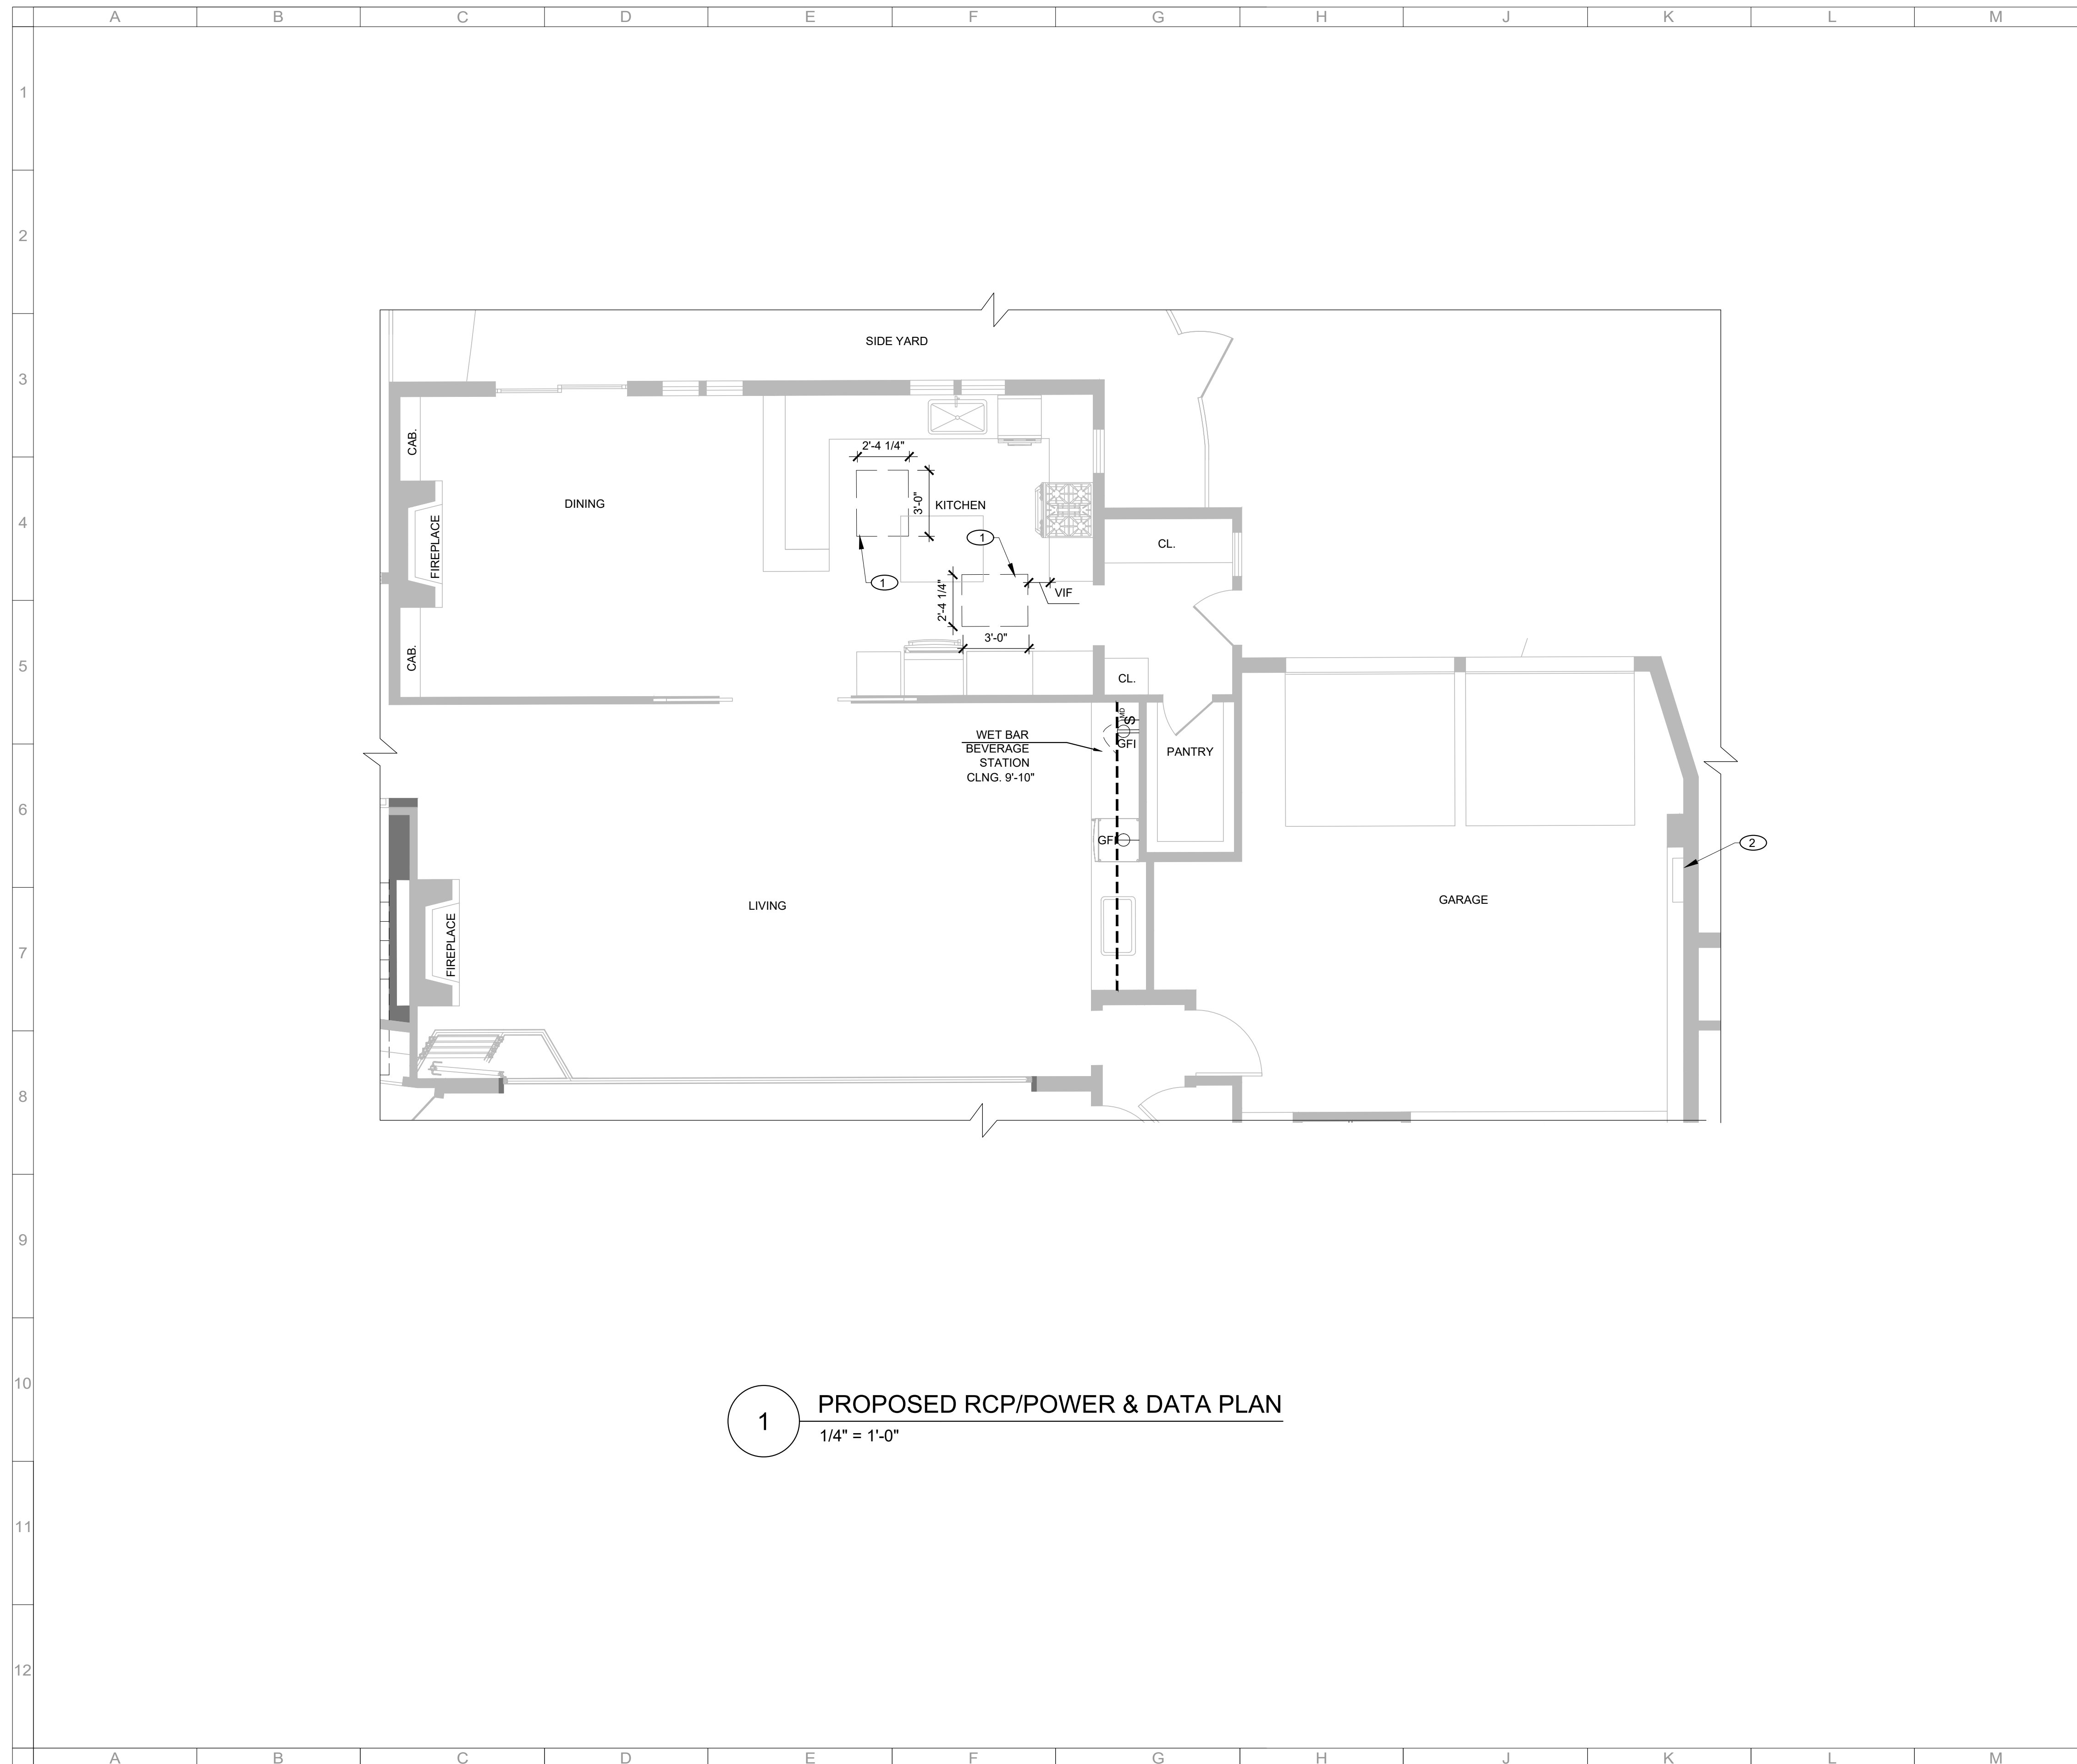 A B C D E F G H J K L M
1
2
3
4
5
6
7
8
9
10
11
12
SIDE YARD
CAB.
DINING
FIREPLACE
CAB.
2'-4 1/4"
3'-0"
KITCHEN
1
1
2'-4 1/4"
VIF
3'-0"
CL.
CL.
WET BAR
BEVERAGE
STATION
CLNG. 9'-10"
LMD
$
GFI
PANTRY
GFI
2
LIVING
GARAGE
FIREPLACE
1
PROPOSED RCP/POWER & DATA PLAN
1/4" = 1'-0"
A B C D E F G H J K L M